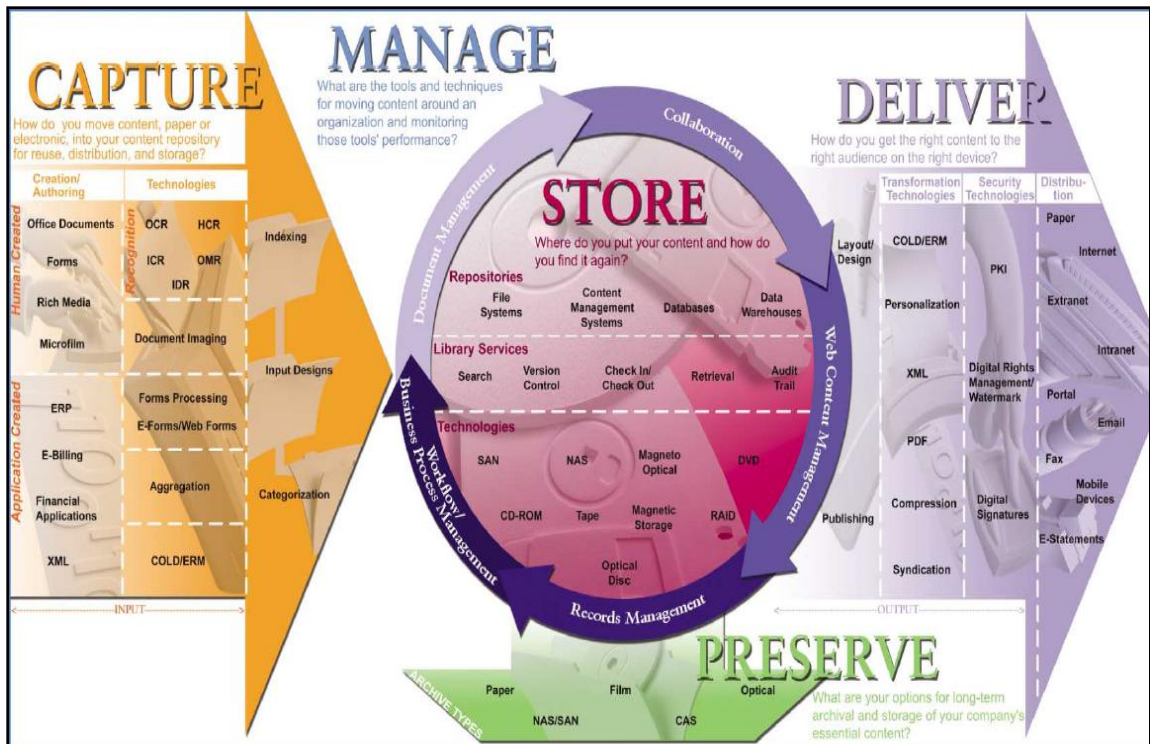 CAPTURE
How do you move content, paper or
electronic, into your content repository
for reuse, distribution, and storage?
Creation/
Authoring
Technologies
Human Created
Office Documents
Forms
Rich Media
Microfilm
Recognition
OCR
HCR
ICR
OMR
IDR
Document Imaging
Application Created
ERP
E-Billing
Financial
Applications
XML
Forms Processing
E-Forms/Web Forms
Aggregation
COLD/ERM
Indexing
Input Designs
Categorization
INPUT
MANAGE
What are the tools and techniques
for moving content around an
organization and monitoring
those tools' performance?
Document Management
Collaboration
Web Content Management
Records Management
Workflow/
Business Process Management
STORE
Where do you put your content and how do
you find it again?
Repositories
File
Systems
Content
Management
Systems
Databases
Data
Warehouses
Library Services
Search
Version
Control
Check In/
Check Out
Retrieval
Audit
Trail
Technologies
SAN
NAS
Magneto
Optical
DVD
CD-ROM
Tape
Magnetic
Storage
RAID
Optical
Disc
DELIVER
How do you get the right content to the
right audience on the right device?
Layout/
Design
Publishing
Transformation
Technologies
COLD/ERM
Personalization
XML
PDF
Compression
Syndication
Security
Technologies
PKI
Digital Rights
Management/
Watermark
Digital
Signatures
Distribu-
tion
Paper
Internet
Extranet
Intranet
Portal
Email
Fax
Mobile
Devices
E-Statements
OUTPUT
PRESERVE
What are your options for long-term
archival and storage of your company's
essential content?
ARCHIVE TYPES
Paper
Film
Optical
NAS/SAN
CAS